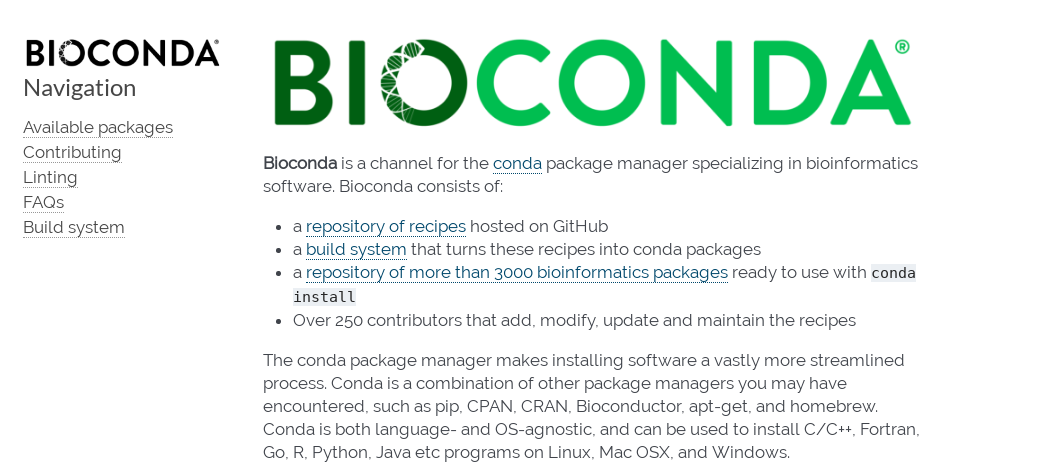 BIOCONDA®
Navigation
Available packages
Contributing
Linting
FAQs
Build system
BIOCONDA®
Bioconda is a channel for the conda package manager specializing in bioinformatics
software. Bioconda consists of:
• a repository of recipes hosted on GitHub
• a build system that turns these recipes into conda packages
• a repository of more than 3000 bioinformatics packages ready to use with conda
install
• Over 250 contributors that add, modify, update and maintain the recipes
The conda package manager makes installing software a vastly more streamlined
process. Conda is a combination of other package managers you may have
encountered, such as pip, CPAN, CRAN, Bioconductor, apt-get, and homebrew.
Conda is both language- and OS-agnostic, and can be used to install C/C++, Fortran,
Go, R, Python, Java etc programs on Linux, Mac OSX, and Windows.